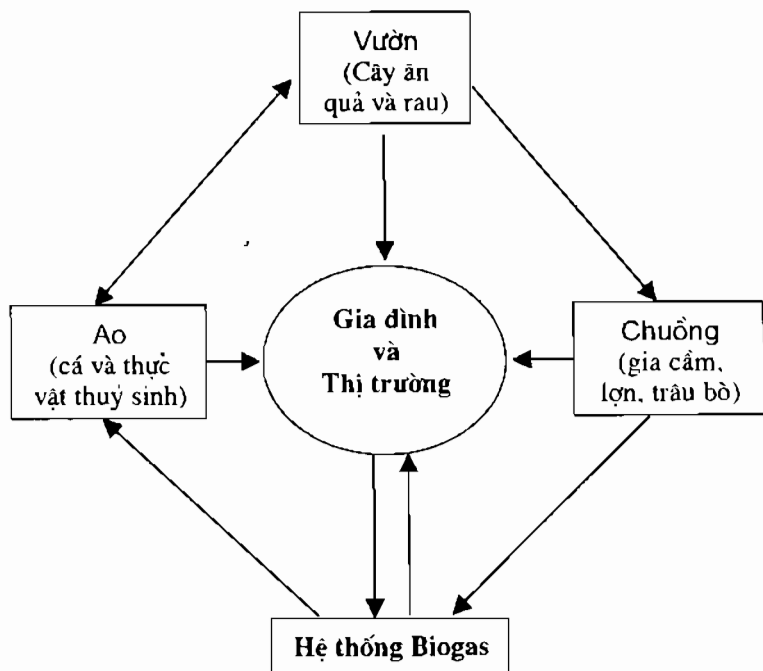 Vườn
(Cây ăn
quả và rau)
Gia đình
và
Thị trường
Ao
(cá và thực
vật thuỷ sinh)
Chuồng
(gia cầm,
lợn, trâu bò)
Hệ thống Biogas